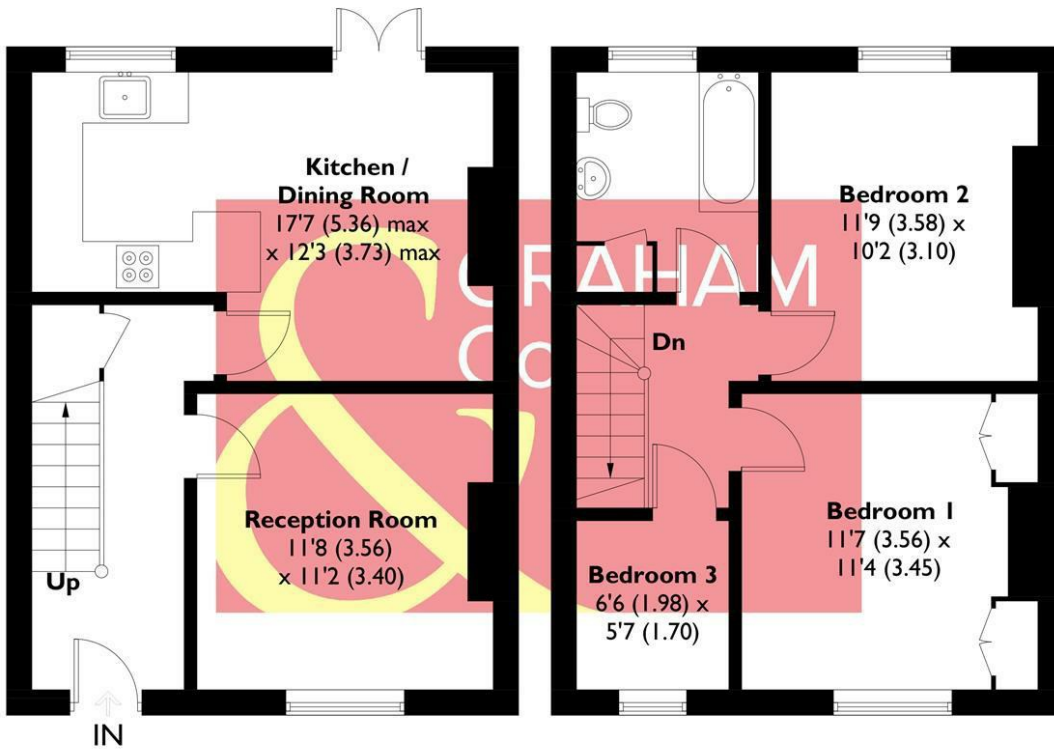 Kitchen /
Dining Room
17'7 (5.36) max
x 12'3 (3.73) max
Reception Room
11'8 (3.56)
x 11'2 (3.40)
Up
IN
GRAHAM
Co
&
Dn
Bedroom 2
11'9 (3.58) x
10'2 (3.10)
Bedroom 1
11'7 (3.56) x
11'4 (3.45)
Bedroom 3
6'6 (1.98) x
5'7 (1.70)